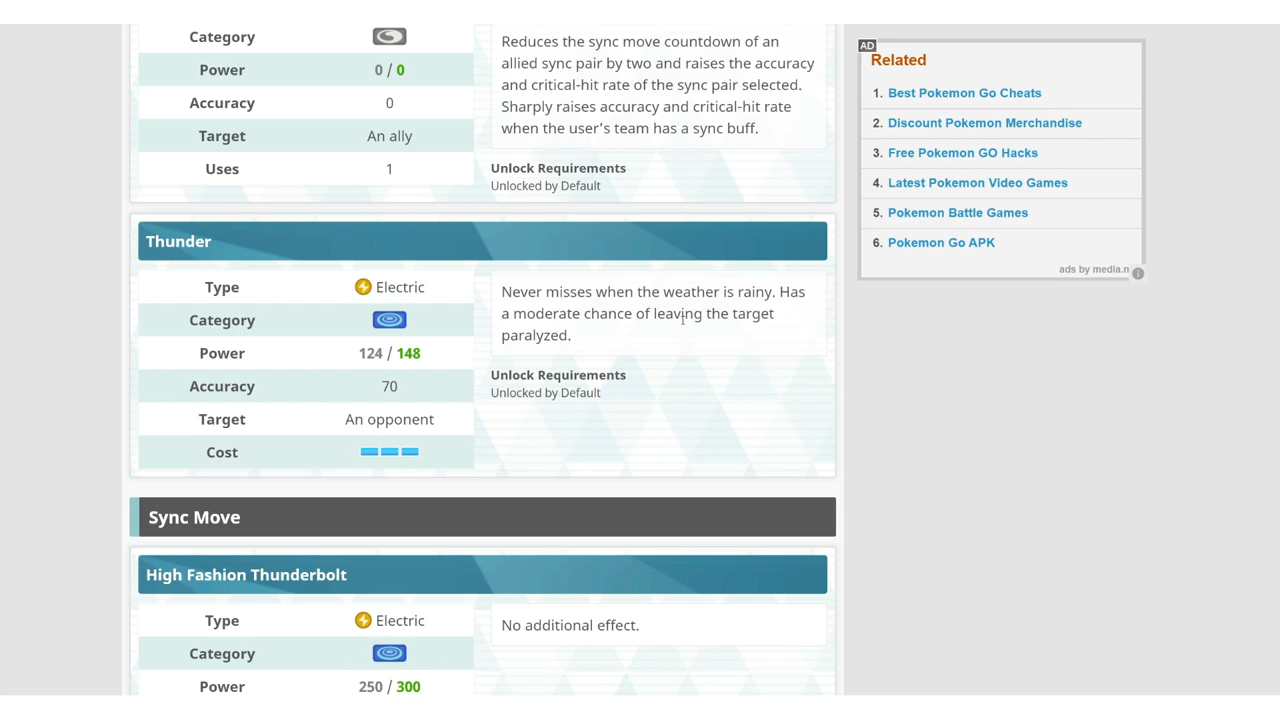 Category
Power 0 / 0
Accuracy 0
Target An ally
Uses 1
Reduces the sync move countdown of an
allied sync pair by two and raises the accuracy
and critical-hit rate of the sync pair selected.
Sharply raises accuracy and critical-hit rate
when the user’s team has a sync buff.
Unlock Requirements
Unlocked by Default
Thunder
Type Electric
Category
Power 124 / 148
Accuracy 70
Target An opponent
Cost
Never misses when the weather is rainy. Has
a moderate chance of leaving the target
paralyzed.
Unlock Requirements
Unlocked by Default
Sync Move
High Fashion Thunderbolt
Type Electric
Category
Power 250 / 300
No additional effect.
AD
Related
1. Best Pokemon Go Cheats
2. Discount Pokemon Merchandise
3. Free Pokemon GO Hacks
4. Latest Pokemon Video Games
5. Pokemon Battle Games
6. Pokemon Go APK
ads by media.n